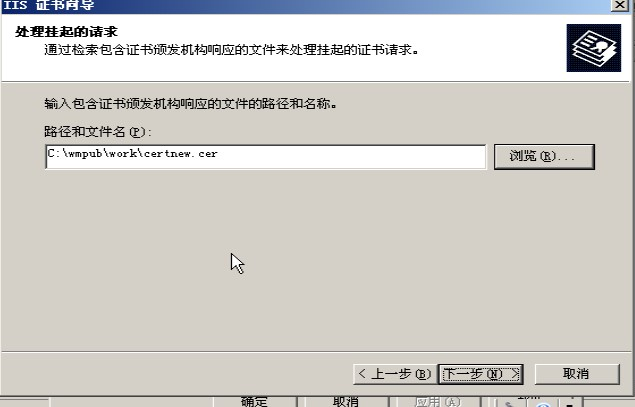 IIS 证书向导
处理挂起的请求
通过检索包含证书颁发机构响应的文件来处理挂起的证书请求。
输入包含证书颁发机构响应的文件的路径和名称。
路径和文件名(P):
C:\wmpub\work\certnew.cer
浏览(R)...
< 上一步(B) 下一步(N) > 取消
确定 取消 应用(A)